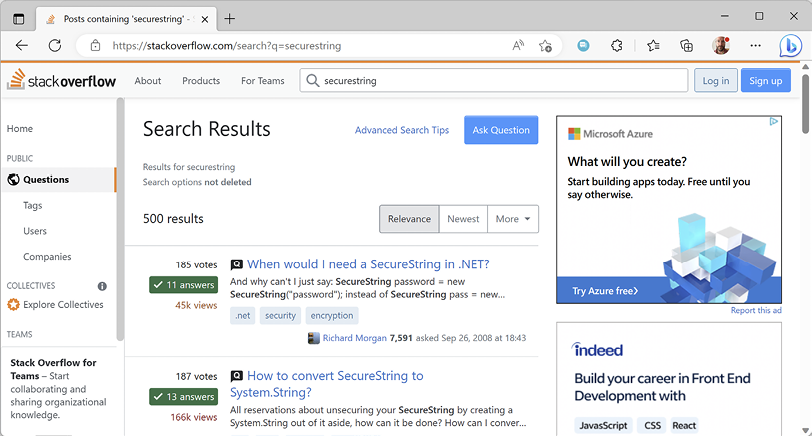 Posts containing 'securestring' - S
https://stackoverflow.com/search?q=securestring
stackoverflow
About
Products
For Teams
securestring
Log in
Sign up
Home
PUBLIC
Questions
Tags
Users
Companies
COLLECTIVES
Explore Collectives
TEAMS
Stack Overflow for
Teams – Start
collaborating and
sharing organizational
knowledge.
Search Results
Advanced Search Tips
Ask Question
Results for securestring
Search options not deleted
500 results
Relevance
Newest
More
185 votes
11 answers
45k views
When would I need a SecureString in .NET?
And why can't I just say: SecureString password = new
SecureString("password"); instead of SecureString pass = new...
.net
security
encryption
Richard Morgan 7,591 asked Sep 26, 2008 at 18:43
187 votes
13 answers
166k views
How to convert SecureString to
System.String?
All reservations about unsecuring your SecureString by creating a
System.String out of it aside, how can it be done? How can I conver...
Microsoft Azure
What will you create?
Start building apps today. Free until you
say otherwise.
Try Azure free>
Report this ad
indeed
Build your career in Front End
Development with
JavaScript
CSS
React